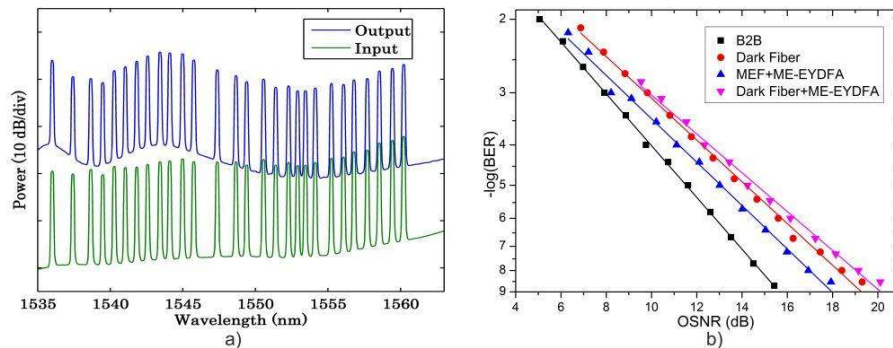 Output
Input
Power (10 dB/div)
1535
1540
1545
1550
1555
1560
Wavelength (nm)
a)
B2B
Dark Fiber
MEF+ME-EYDFA
Dark Fiber+ME-EYDFA
-log(BER)
2
3
4
5
6
7
8
9
4
6
8
10
12
14
16
18
20
OSNR (dB)
b)